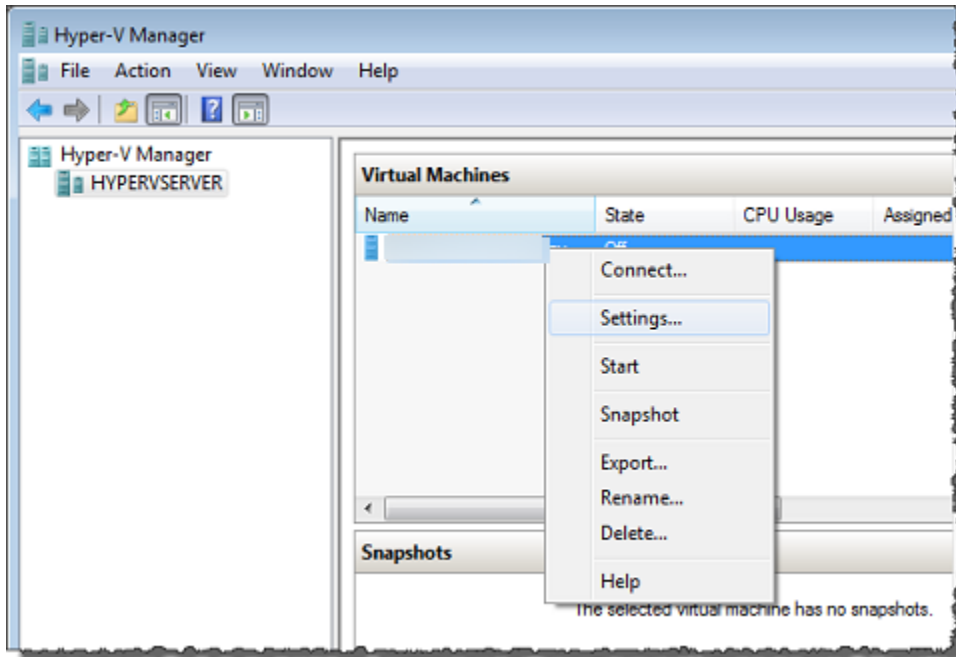 Hyper-V Manager
File Action View Window Help
Hyper-V Manager
HYPERVSERVER
Virtual Machines
Name State CPU Usage Assigned
Off
Connect...
Settings...
Start
Snapshot
Export...
Rename...
Delete...
Help
Snapshots
The selected virtual machine has no snapshots.